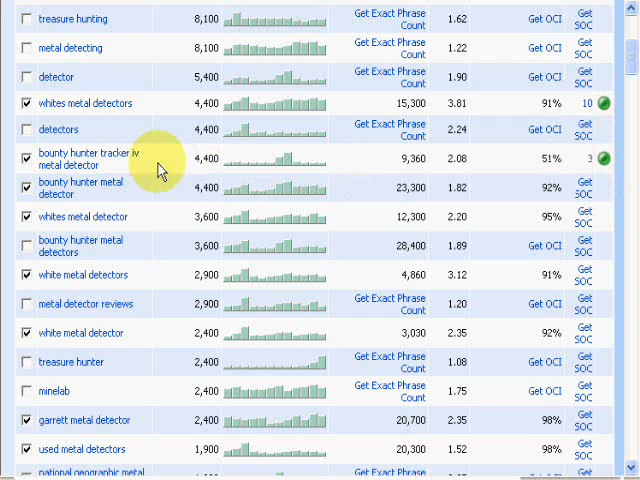 treasure hunting 8,100 Get Exact Phrase 1.62 Get OCI Get
Count SOC
metal detecting 8,100 Get Exact Phrase 1.22 Get OCI Get
Count SOC
detector 5,400 Get Exact Phrase 1.90 Get OCI Get
Count SOC
whites metal detectors 4,400 15,300 3.81 91% 10
detectors 4,400 Get Exact Phrase 2.24 Get OCI Get
Count SOC
bounty hunter tracker iv 4,400 9,360 2.08 51% 3
metal detector
bounty hunter metal 4,400 23,300 1.82 92% Get
detector SOC
whites metal detector 3,600 12,300 2.20 95% Get
SOC
bounty hunter metal 3,600 28,400 1.89 Get OCI Get
detectors SOC
white metal detectors 2,900 4,860 3.12 91% Get
SOC
metal detector reviews 2,900 Get Exact Phrase 1.20 Get OCI Get
Count SOC
white metal detector 2,400 3,030 2.35 92% Get
SOC
treasure hunter 2,400 Get Exact Phrase 1.08 Get OCI Get
Count SOC
minelab 2,400 Get Exact Phrase 1.75 Get OCI Get
Count SOC
garrett metal detector 2,400 20,700 2.35 98% Get
SOC
used metal detectors 1,900 20,300 1.52 98% Get
SOC
national geographic metal